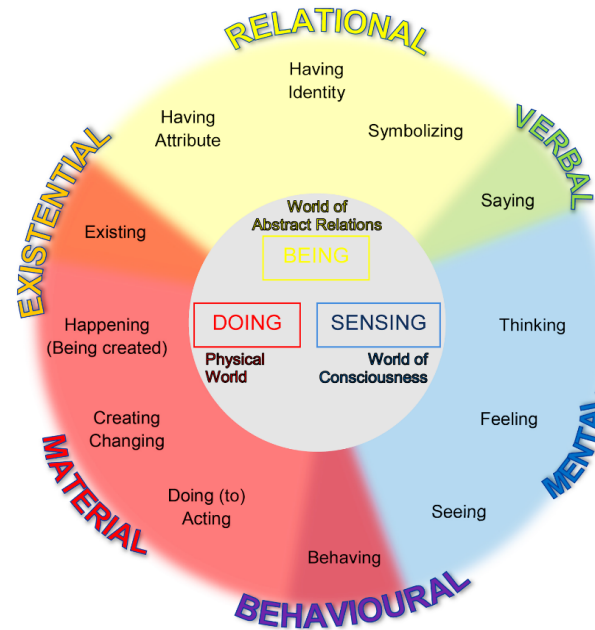 RELATIONAL
Having
Identity
Having
Attribute
Symbolizing
VERBAL
Saying
EXISTENTIAL
Existing
World of
Abstract Relations
BEING
DOING
SENSING
Physical
World
World of
Consciousness
Happening
(Being created)
Thinking
Creating
Changing
Feeling
MENTAL
MATERIAL
Doing (to)
Acting
Seeing
Behaving
BEHAVIOURAL